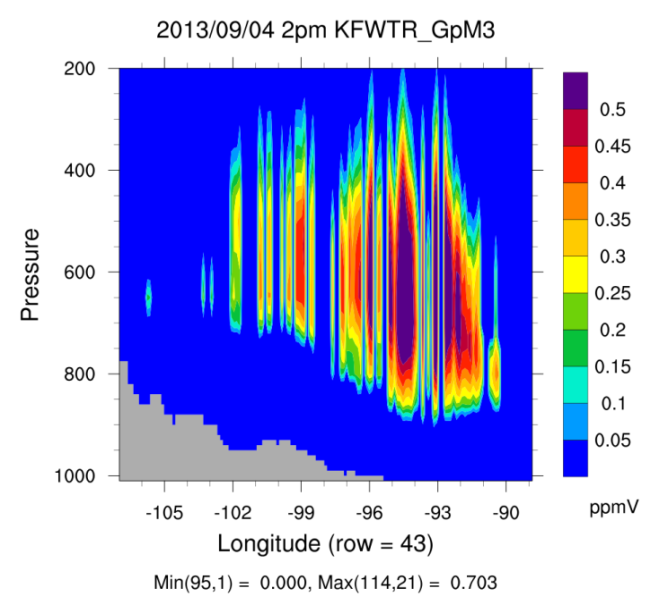 2013/09/04 2pm KFWTR_GpM3
200
400
600
800
1000
Pressure
-105 -102 -99 -96 -93 -90
Longitude (row = 43)
0.5
0.45
0.4
0.35
0.3
0.25
0.2
0.15
0.1
0.05
ppmV
Min(95,1) = 0.000, Max(114,21) = 0.703